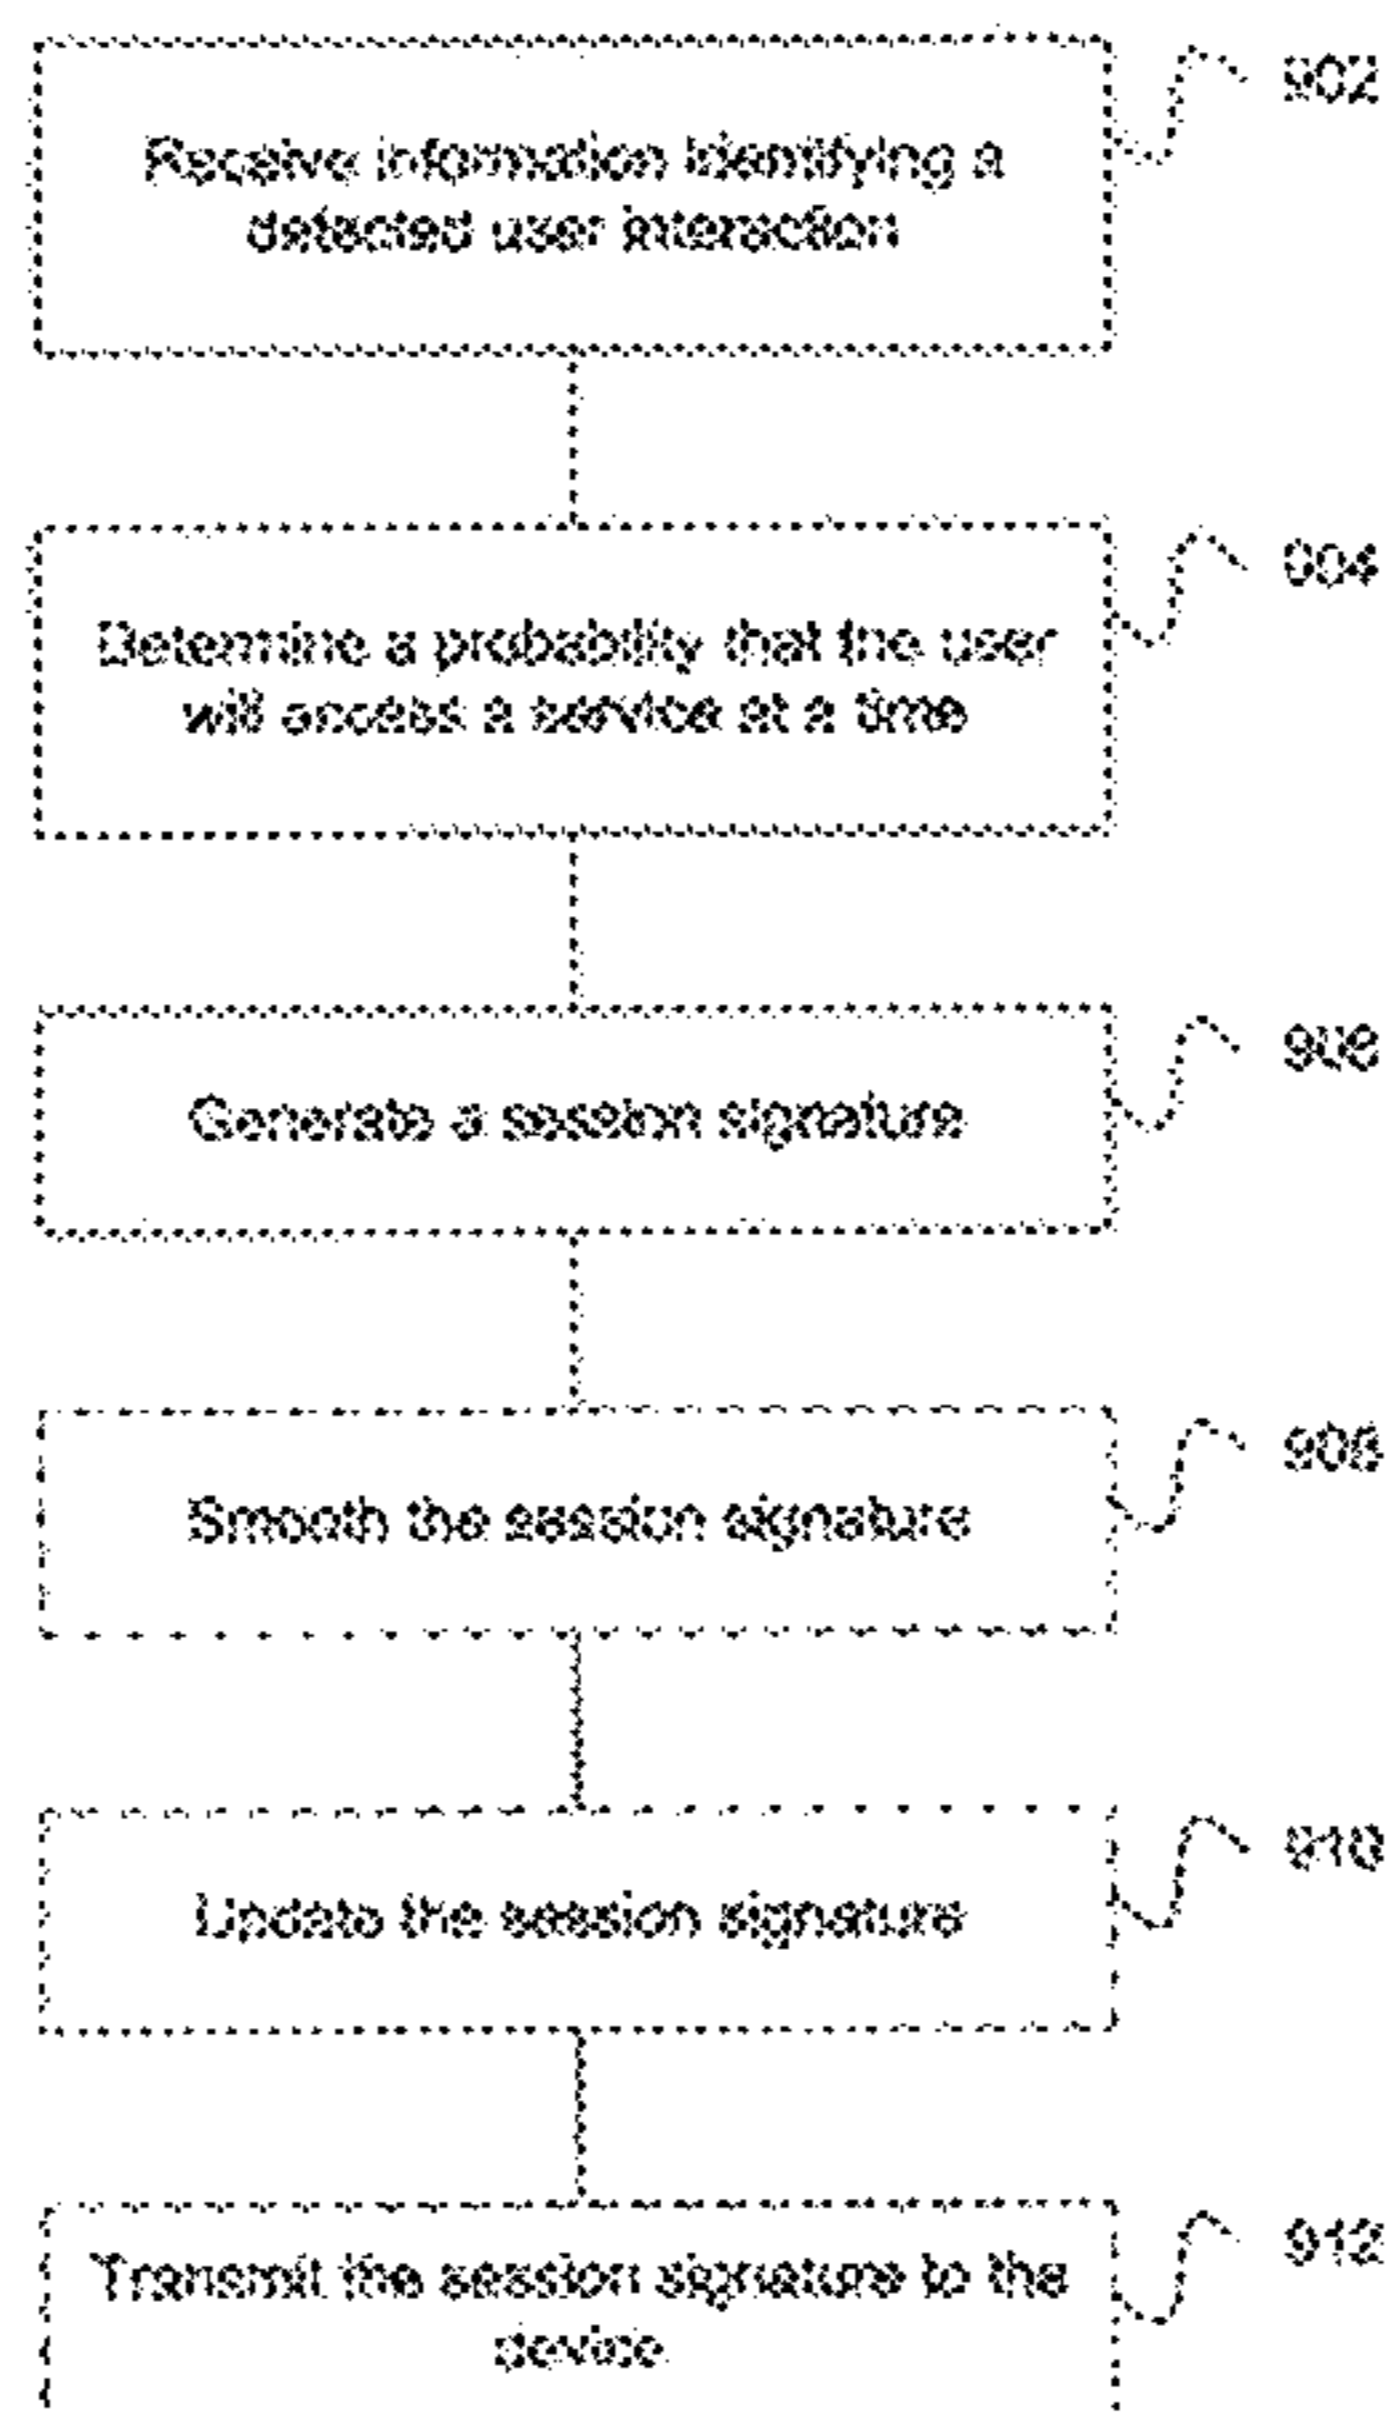 902
Receive information identifying a
detected user interaction
904
Determine a probability that the user
will access a service at a time
906
Generate a session signature
908
Smooth the session signature
910
Update the session signature
912
Transmit the session signature to the
device